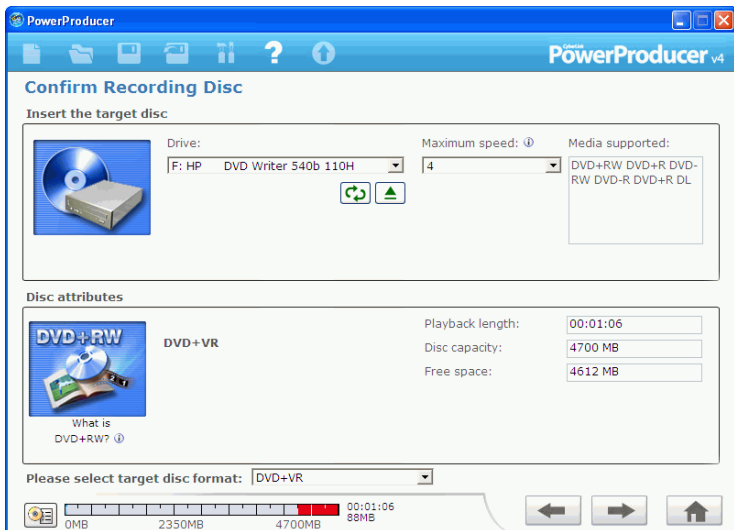 PowerProducer
?
CyberLink
PowerProducer v4
Confirm Recording Disc
Insert the target disc
Drive:
Maximum speed:
Media supported:
F: HP DVD Writer 540b 110H
4
DVD+RW DVD+R DVD-
RW DVD-R DVD+R DL
Disc attributes
DVD+RW
DVD+VR
Playback length:
00:01:06
Disc capacity:
4700 MB
Free space:
4612 MB
What is
DVD+RW?
Please select target disc format:
DVD+VR
0MB
2350MB
4700MB
00:01:06
88MB